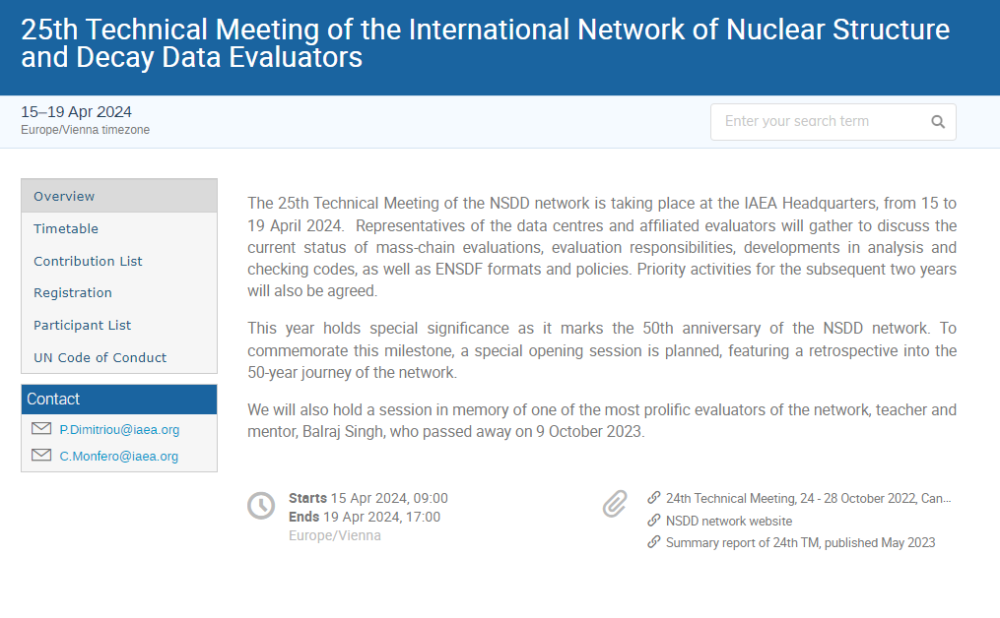 25th Technical Meeting of the International Network of Nuclear Structure
and Decay Data Evaluators
15–19 Apr 2024
Europe/Vienna timezone
Enter your search term
Overview
Timetable
Contribution List
Registration
Participant List
UN Code of Conduct
Contact
P.Dimitriou@iaea.org
C.Monfero@iaea.org
The 25th Technical Meeting of the NSDD network is taking place at the IAEA Headquarters, from 15 to
19 April 2024. Representatives of the data centres and affiliated evaluators will gather to discuss the
current status of mass-chain evaluations, evaluation responsibilities, developments in analysis and
checking codes, as well as ENSDF formats and policies. Priority activities for the subsequent two years
will also be agreed.
This year holds special significance as it marks the 50th anniversary of the NSDD network. To
commemorate this milestone, a special opening session is planned, featuring a retrospective into the
50-year journey of the network.
We will also hold a session in memory of one of the most prolific evaluators of the network, teacher and
mentor, Balraj Singh, who passed away on 9 October 2023.
Starts 15 Apr 2024, 09:00
Ends 19 Apr 2024, 17:00
Europe/Vienna
24th Technical Meeting, 24 - 28 October 2022, Can...
NSDD network website
Summary report of 24th TM, published May 2023